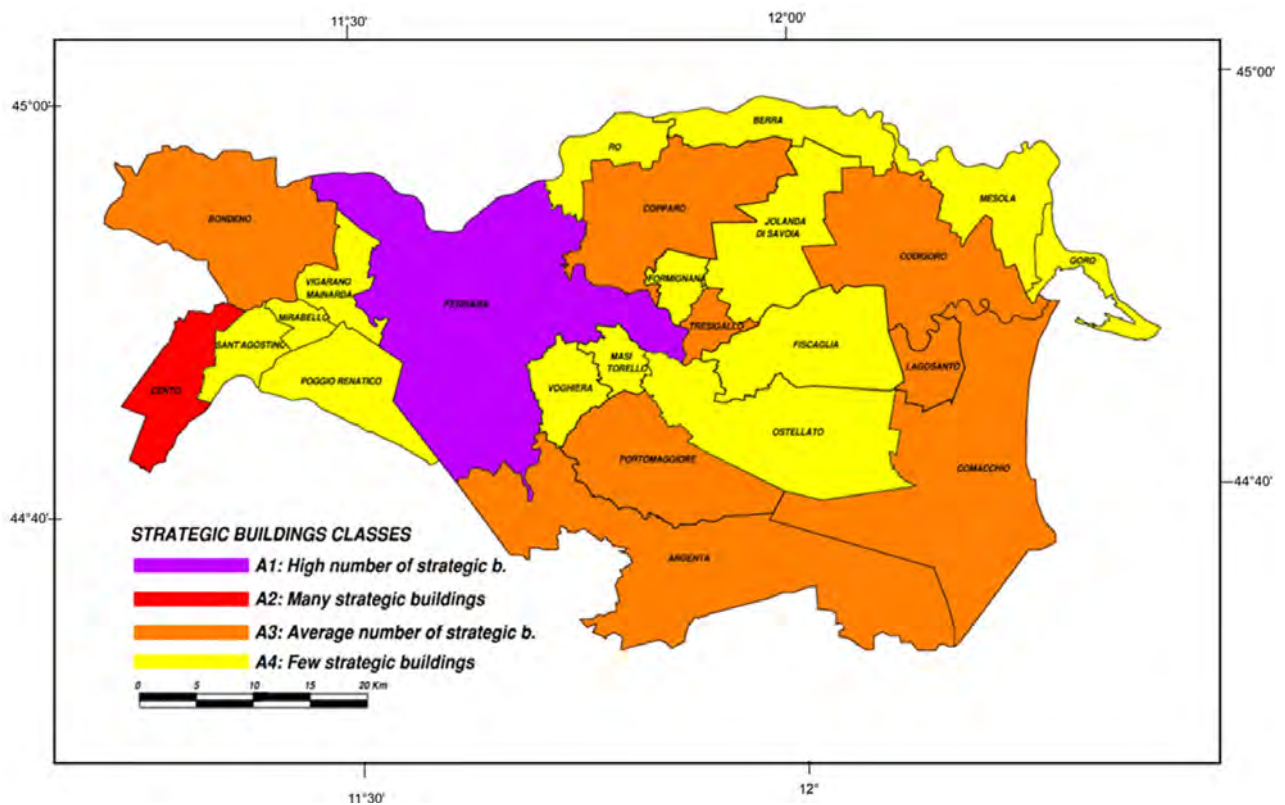 11°30'
12°00'
45°00'
45°00'
BERRA
RO
MESOLA
COPPARO
BONDENO
JOLANDA
DI SAVOIA
CODIGORO
GORO
FORMIGNANA
VIGARANO
MAINARDA
FERRARA
MIRABELLO
TRESIGALLO
SANT'AGOSTINO
FISCAGLIA
MASI
TORELLO
LAGOSANTO
POGGIO RENATICO
VOGHIERA
CENTO
OSTELLATO
PORTOMAGGIORE
COMACCHIO
44°40'
44°40'
ARGENTA
STRATEGIC BUILDINGS CLASSES
A1: High number of strategic b.
A2: Many strategic buildings
A3: Average number of strategic b.
A4: Few strategic buildings
0 5 10 15 20 Km
11°30'
12°